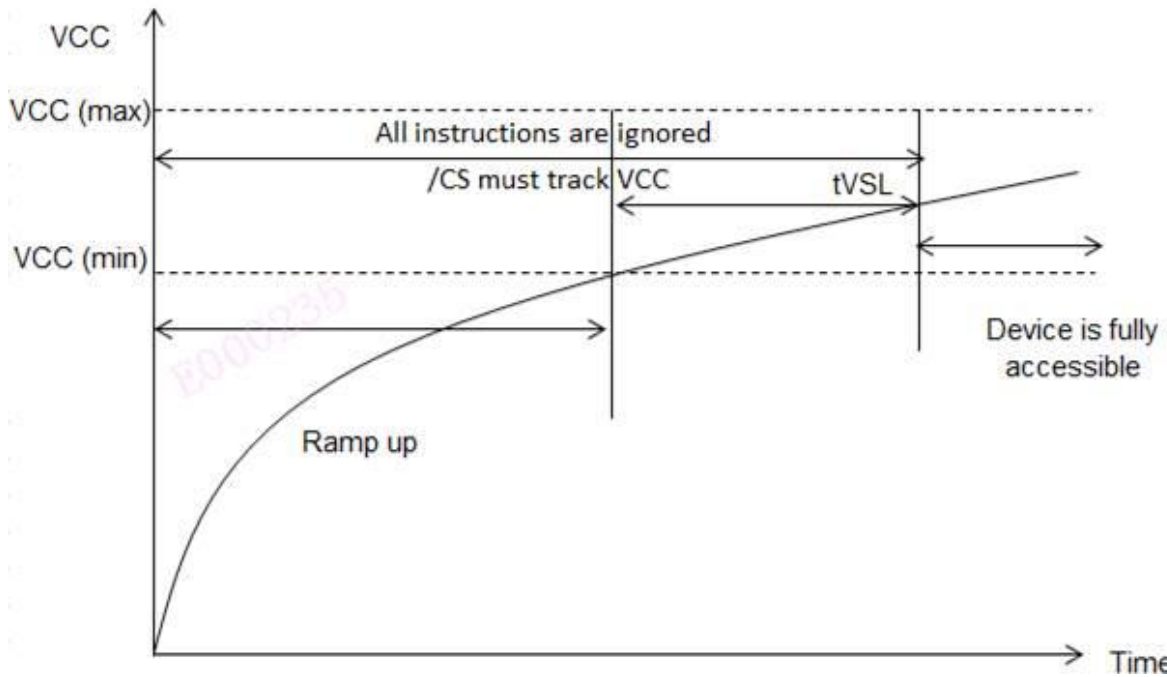 VCC
VCC (max)
All instructions are ignored
/CS must track VCC
tVSL
VCC (min)
E000235
Device is fully
accessible
Ramp up
Time